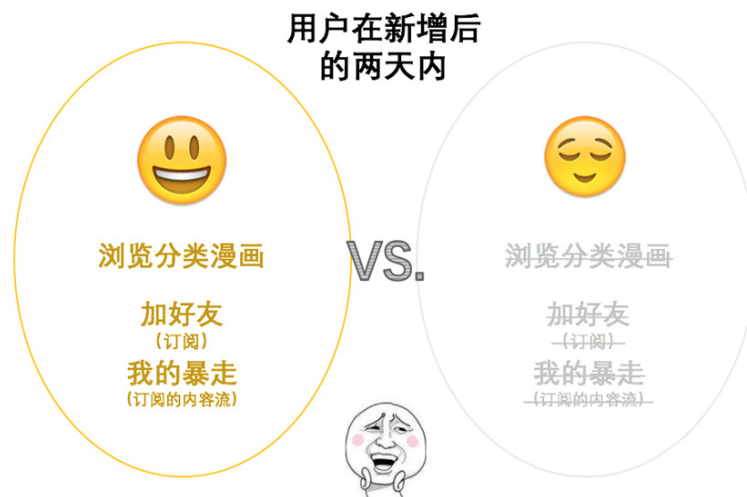 用户在新增后
的两天内
浏览分类漫画
加好友
（订阅）
我的暴走
（订阅的内容流）
VS.
浏览分类漫画
加好友
（订阅）
我的暴走
（订阅的内容流）